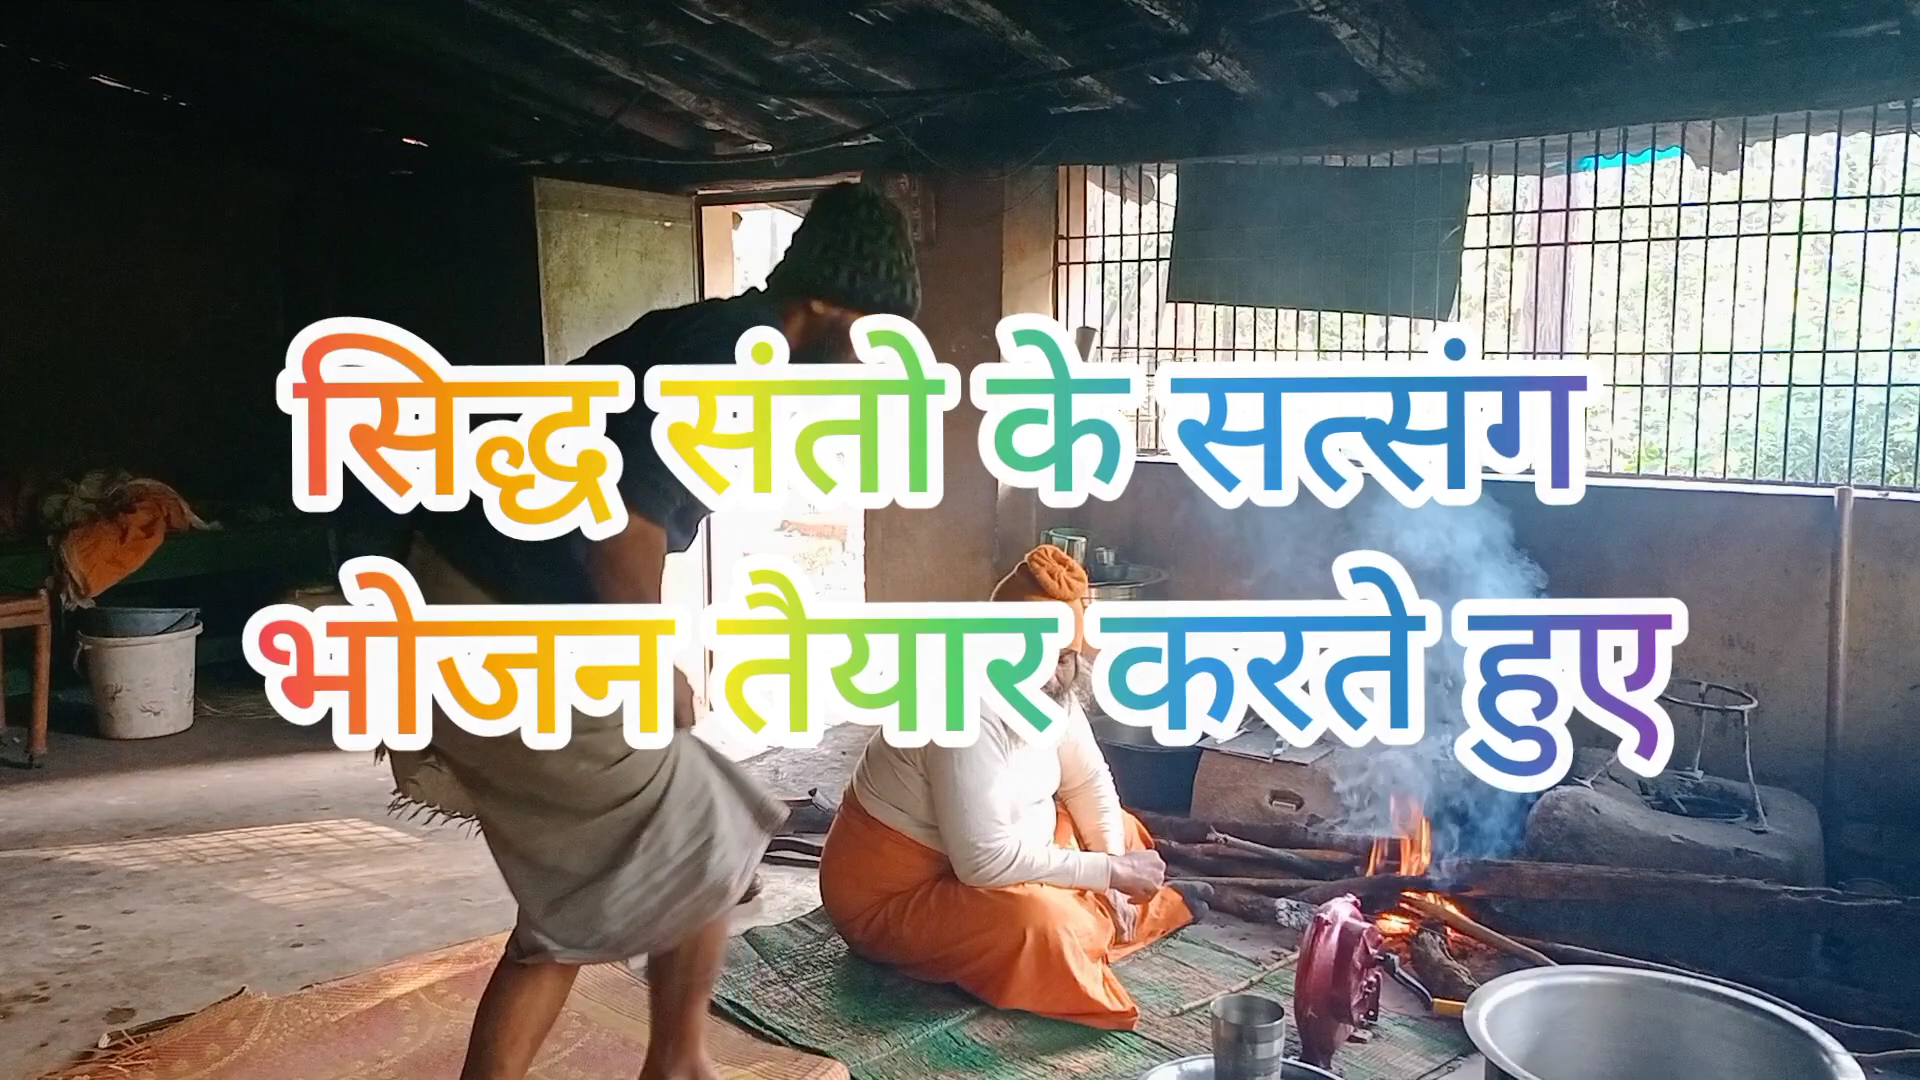 सिद्ध संतो के सत्संग
भोजन तैयार करते हुए